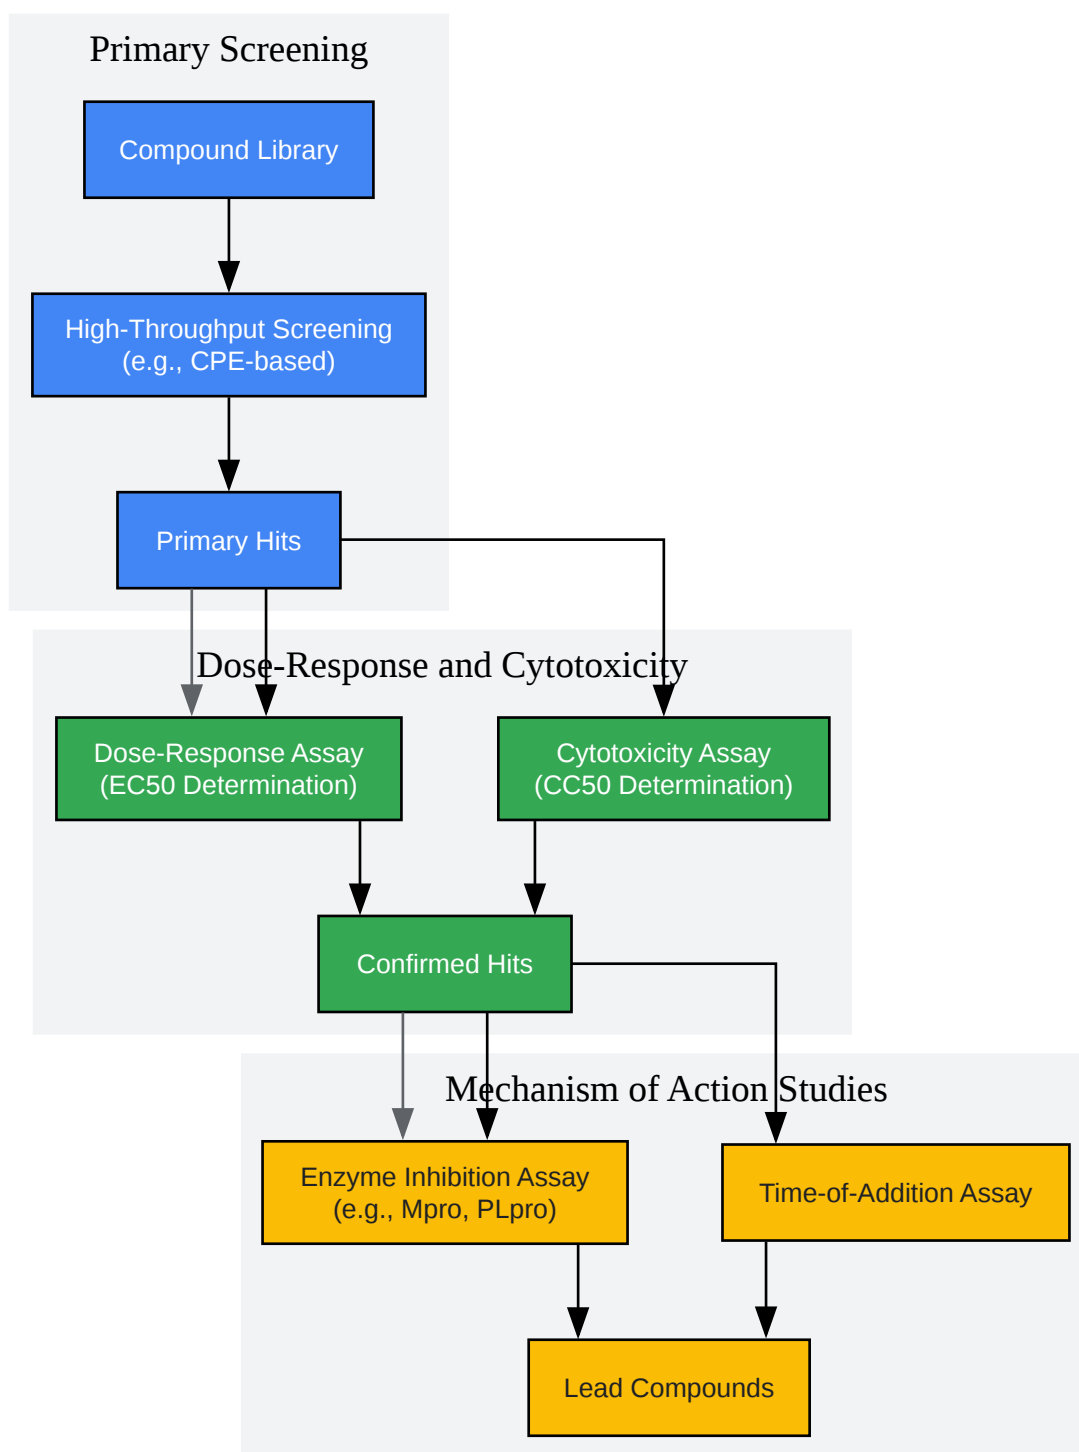 Primary Screening
Compound Library
High-Throughput Screening
(e.g., CPE-based)
Primary Hits
Dose-Response and Cytotoxicity
Dose-Response Assay
(EC50 Determination)
Cytotoxicity Assay
(CC50 Determination)
Confirmed Hits
Mechanism of Action Studies
Enzyme Inhibition Assay
(e.g., Mpro, PLpro)
Time-of-Addition Assay
Lead Compounds